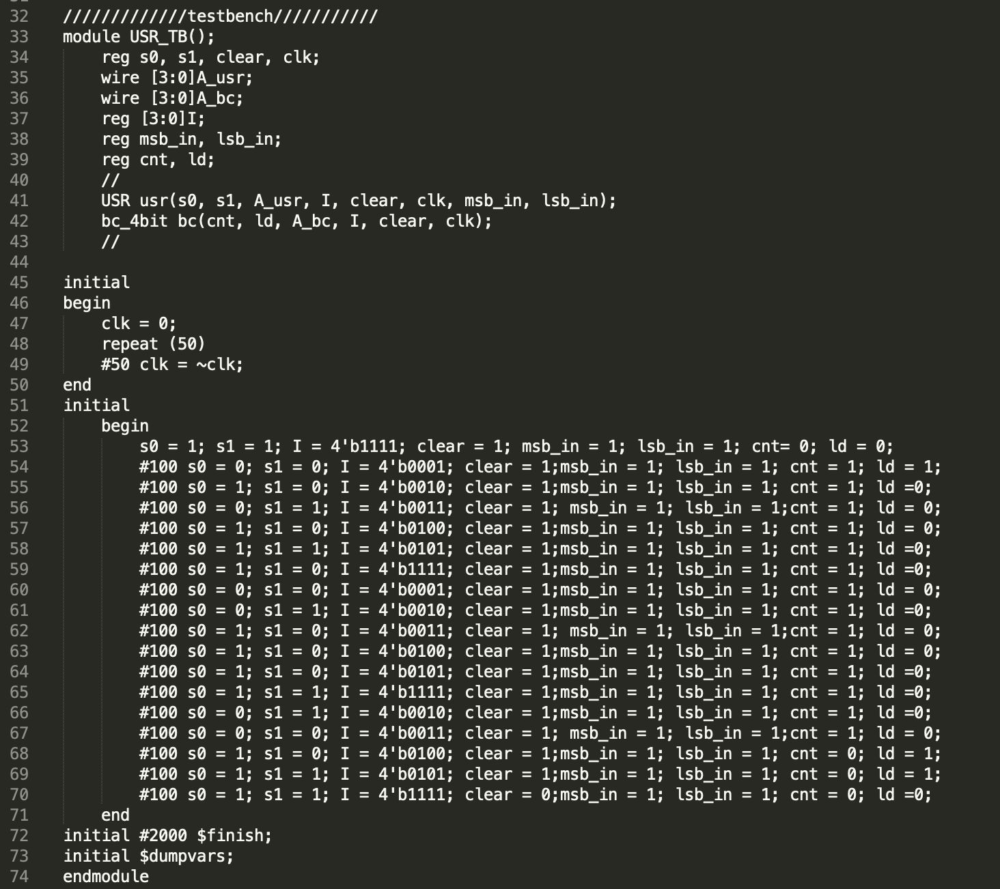 32 /////////////testbench///////////
33 module USR_TB();
34 reg s0, s1, clear, clk;
35 wire [3:0]A_usr;
36 wire [3:0]A_bc;
37 reg [3:0]I;
38 reg msb_in, lsb_in;
39 reg cnt, ld;
40 //
41 USR usr(s0, s1, A_usr, I, clear, clk, msb_in, lsb_in);
42 bc_4bit bc(cnt, ld, A_bc, I, clear, clk);
43 //
44
45 initial
46 begin
47 clk = 0;
48 repeat (50)
49 #50 clk = ~clk;
50 end
51 initial
52 begin
53 s0 = 1; s1 = 1; I = 4'b1111; clear = 1; msb_in = 1; lsb_in = 1; cnt= 0; ld = 0;
54 #100 s0 = 0; s1 = 0; I = 4'b0001; clear = 1;msb_in = 1; lsb_in = 1; cnt = 1; ld = 1;
55 #100 s0 = 1; s1 = 0; I = 4'b0010; clear = 1;msb_in = 1; lsb_in = 1; cnt = 1; ld =0;
56 #100 s0 = 0; s1 = 1; I = 4'b0011; clear = 1; msb_in = 1; lsb_in = 1;cnt = 1; ld = 0;
57 #100 s0 = 1; s1 = 0; I = 4'b0100; clear = 1;msb_in = 1; lsb_in = 1; cnt = 1; ld = 0;
58 #100 s0 = 1; s1 = 1; I = 4'b0101; clear = 1;msb_in = 1; lsb_in = 1; cnt = 1; ld =0;
59 #100 s0 = 1; s1 = 0; I = 4'b1111; clear = 1;msb_in = 1; lsb_in = 1; cnt = 1; ld =0;
60 #100 s0 = 0; s1 = 0; I = 4'b0001; clear = 1;msb_in = 1; lsb_in = 1; cnt = 1; ld = 0;
61 #100 s0 = 0; s1 = 1; I = 4'b0010; clear = 1;msb_in = 1; lsb_in = 1; cnt = 1; ld =0;
62 #100 s0 = 1; s1 = 0; I = 4'b0011; clear = 1; msb_in = 1; lsb_in = 1;cnt = 1; ld = 0;
63 #100 s0 = 1; s1 = 0; I = 4'b0100; clear = 1;msb_in = 1; lsb_in = 1; cnt = 1; ld = 0;
64 #100 s0 = 1; s1 = 0; I = 4'b0101; clear = 1;msb_in = 1; lsb_in = 1; cnt = 1; ld =0;
65 #100 s0 = 1; s1 = 1; I = 4'b1111; clear = 1;msb_in = 1; lsb_in = 1; cnt = 1; ld =0;
66 #100 s0 = 0; s1 = 1; I = 4'b0010; clear = 1;msb_in = 1; lsb_in = 1; cnt = 1; ld =0;
67 #100 s0 = 0; s1 = 0; I = 4'b0011; clear = 1; msb_in = 1; lsb_in = 1;cnt = 1; ld = 0;
68 #100 s0 = 1; s1 = 0; I = 4'b0100; clear = 1;msb_in = 1; lsb_in = 1; cnt = 0; ld = 1;
69 #100 s0 = 1; s1 = 1; I = 4'b0101; clear = 1;msb_in = 1; lsb_in = 1; cnt = 0; ld = 1;
70 #100 s0 = 1; s1 = 1; I = 4'b1111; clear = 0;msb_in = 1; lsb_in = 1; cnt = 0; ld =0;
71 end
72 initial #2000 $finish;
73 initial $dumpvars;
74 endmodule